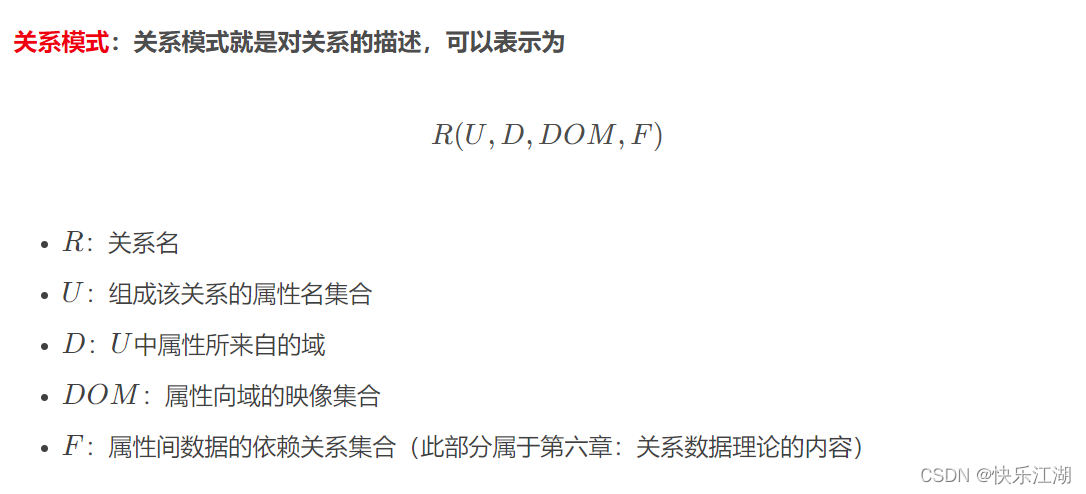 关系模式：关系模式就是对关系的描述，可以表示为
R(U, D, DOM, F)
• R：关系名
• U：组成该关系的属性名集合
• D：U中属性所来自的域
• DOM：属性向域的映像集合
• F：属性间数据的依赖关系集合（此部分属于第六章：关系数据理论的内容）
CSDN @快乐江湖